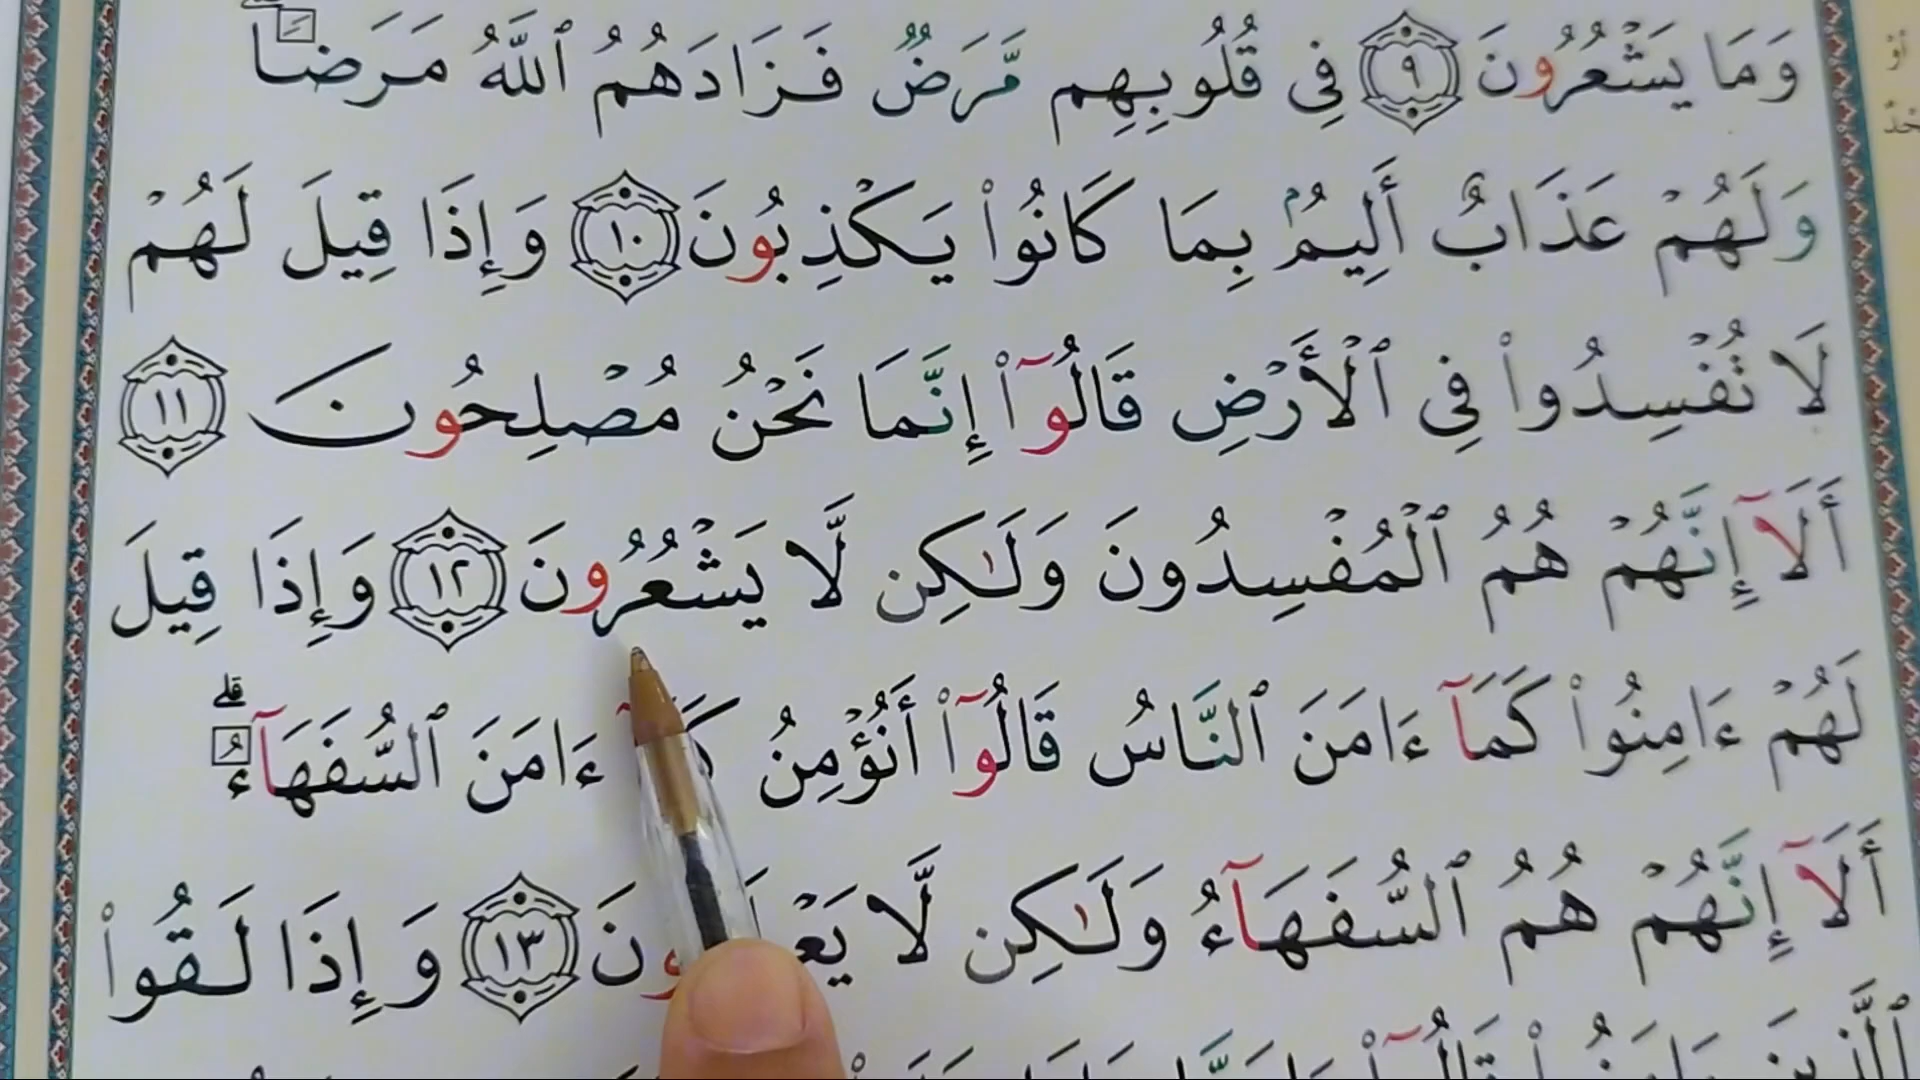 وَمَا يَشْعُرُونَ ٩ فِى قُلُوبِهِم مَّرَضٌ فَزَادَهُمُ ٱللَّهُ مَرَضًا
وَلَهُمْ عَذَابٌ أَلِيمٌۢ بِمَا كَانُوا۟ يَكْذِبُونَ ١٠ وَإِذَا قِيلَ لَهُمْ
لَا تُفْسِدُوا۟ فِى ٱلْأَرْضِ قَالُوٓا۟ إِنَّمَا نَحْنُ مُصْلِحُونَ ١١
أَلَآ إِنَّهُمْ هُمُ ٱلْمُفْسِدُونَ وَلَـٰكِن لَّا يَشْعُرُونَ ١٢ وَإِذَا قِيلَ
لَهُمْ ءَامِنُوا۟ كَمَآ ءَامَنَ ٱلنَّاسُ قَالُوٓا۟ أَنُؤْمِنُ ءَامَنَ ٱلسُّفَهَآءُ ۗ
أَلَآ إِنَّهُمْ هُمُ ٱلسُّفَهَآءُ وَلَـٰكِن لَّا ١٣ وَإِذَا لَقُوا۟